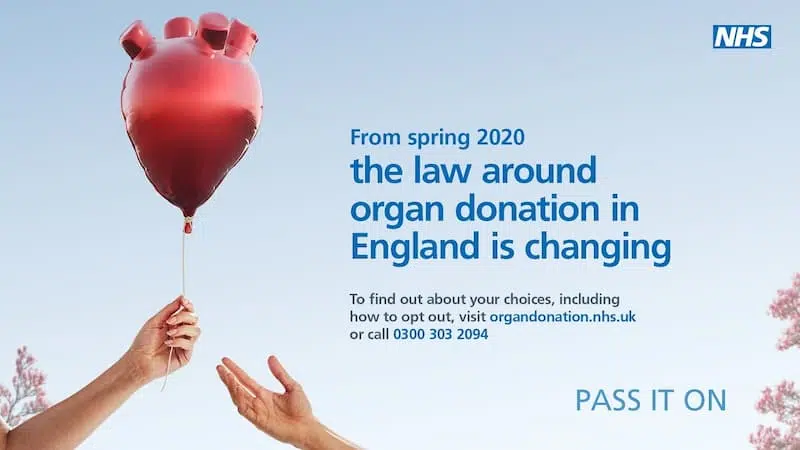 NHS
From spring 2020
the law around
organ donation in
England is changing
To find out about your choices, including
how to opt out, visit organdonation.nhs.uk
or call 0300 303 2094
PASS IT ON